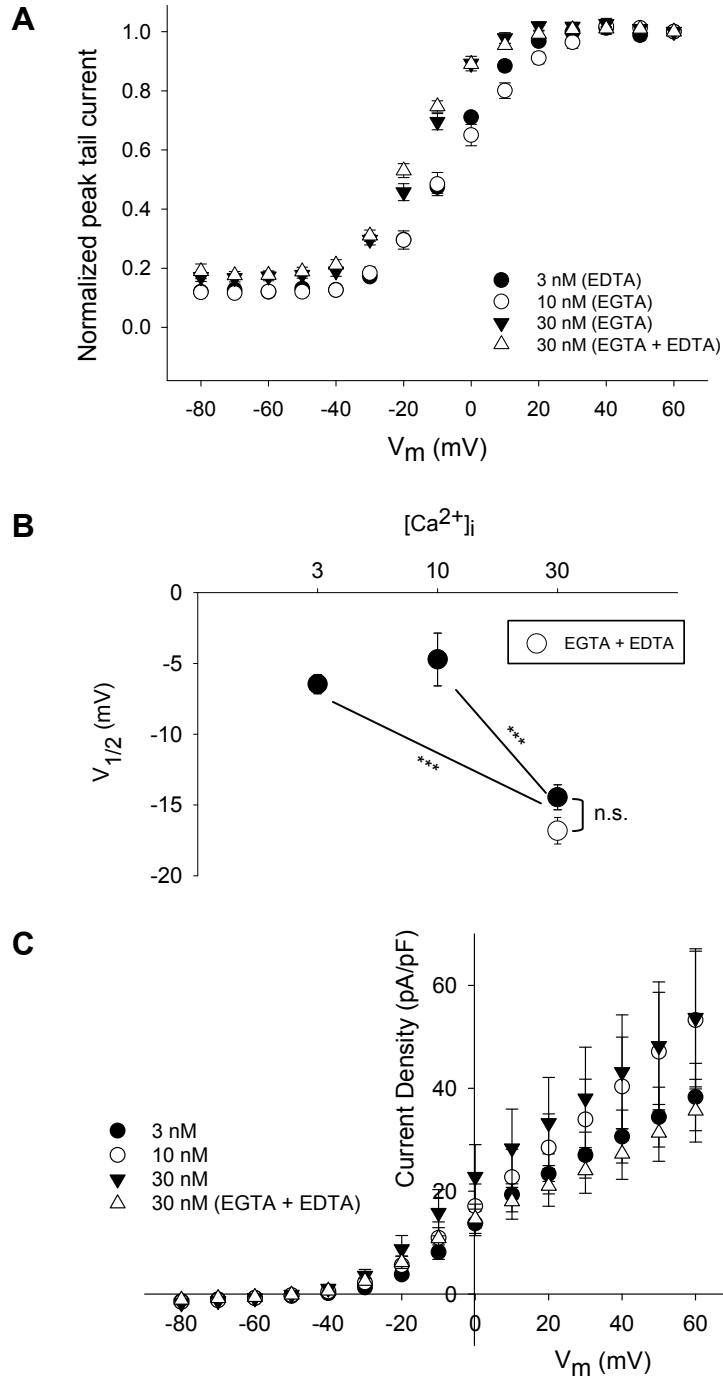 A
Normalized peak tail current
1.0
0.8
0.6
0.4
0.2
0.0
3 nM (EDTA)
10 nM (EGTA)
30 nM (EGTA)
30 nM (EGTA + EDTA)
-80 -60 -40 -20 0 20 40 60
Vm (mV)
B
[Ca2+]i
3 10 30
V1/2 (mV)
0
-5
-10
-15
-20
EGTA + EDTA
***
***
n.s.
C
Current Density (pA/pF)
60
40
20
0
3 nM
10 nM
30 nM
30 nM (EGTA + EDTA)
-80 -60 -40 -20 0 20 40 60
Vm (mV)